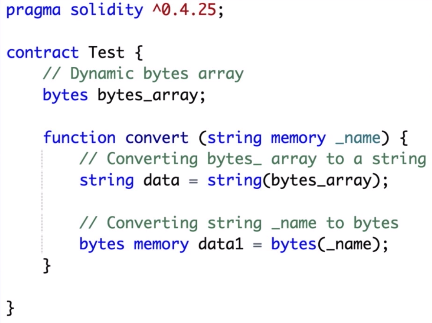 pragma solidity ^0.4.25;
contract Test {
// Dynamic bytes array
bytes bytes_array;
function convert (string memory _name) {
// Converting bytes_ array to a string
string data = string(bytes_array);
// Converting string _name to bytes
bytes memory data1 = bytes(_name);
}
}